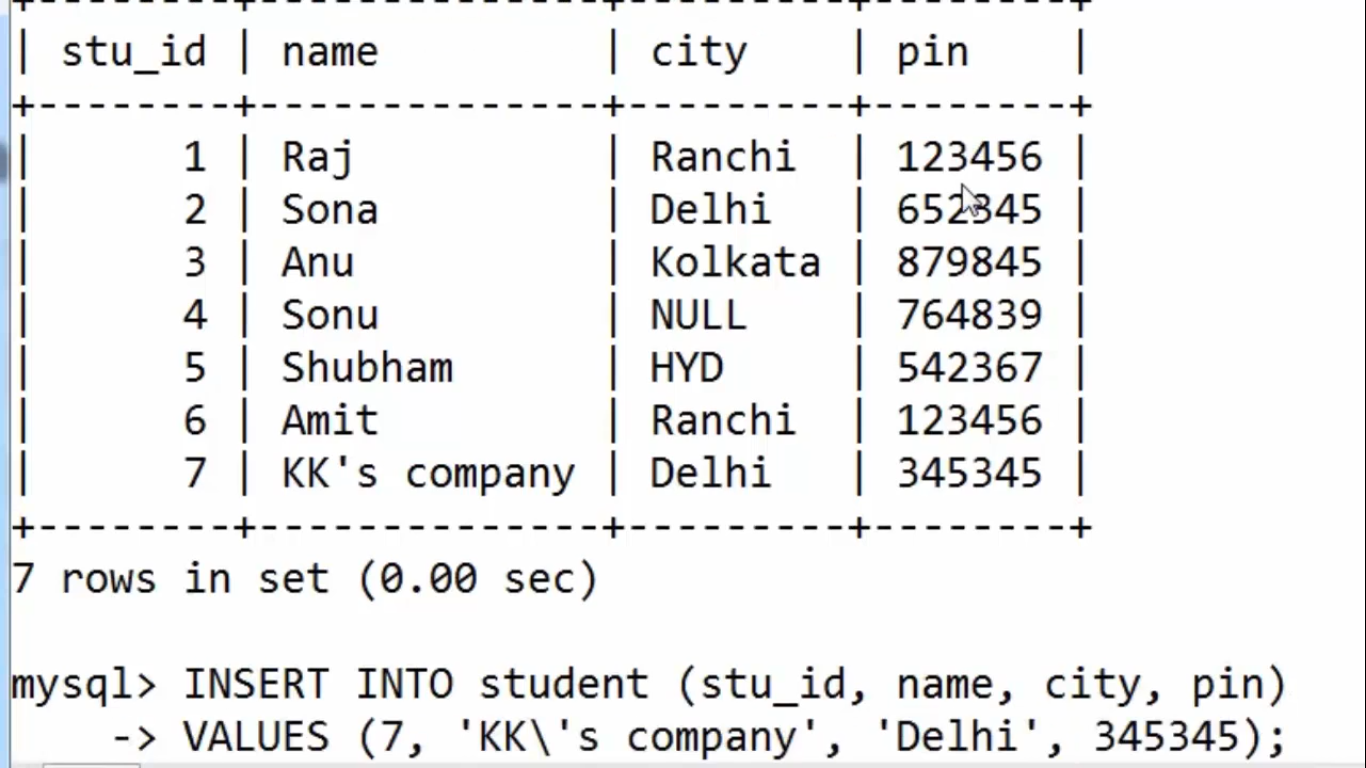 +--------+--------------+---------+--------+
| stu_id | name         | city    | pin    |
+--------+--------------+---------+--------+
|      1 | Raj          | Ranchi  | 123456 |
|      2 | Sona         | Delhi   | 652345 |
|      3 | Anu          | Kolkata | 879845 |
|      4 | Sonu         | NULL    | 764839 |
|      5 | Shubham      | HYD     | 542367 |
|      6 | Amit         | Ranchi  | 123456 |
|      7 | KK's company | Delhi   | 345345 |
+--------+--------------+---------+--------+
7 rows in set (0.00 sec)
mysql> INSERT INTO student (stu_id, name, city, pin)
    -> VALUES (7, 'KK\'s company', 'Delhi', 345345);